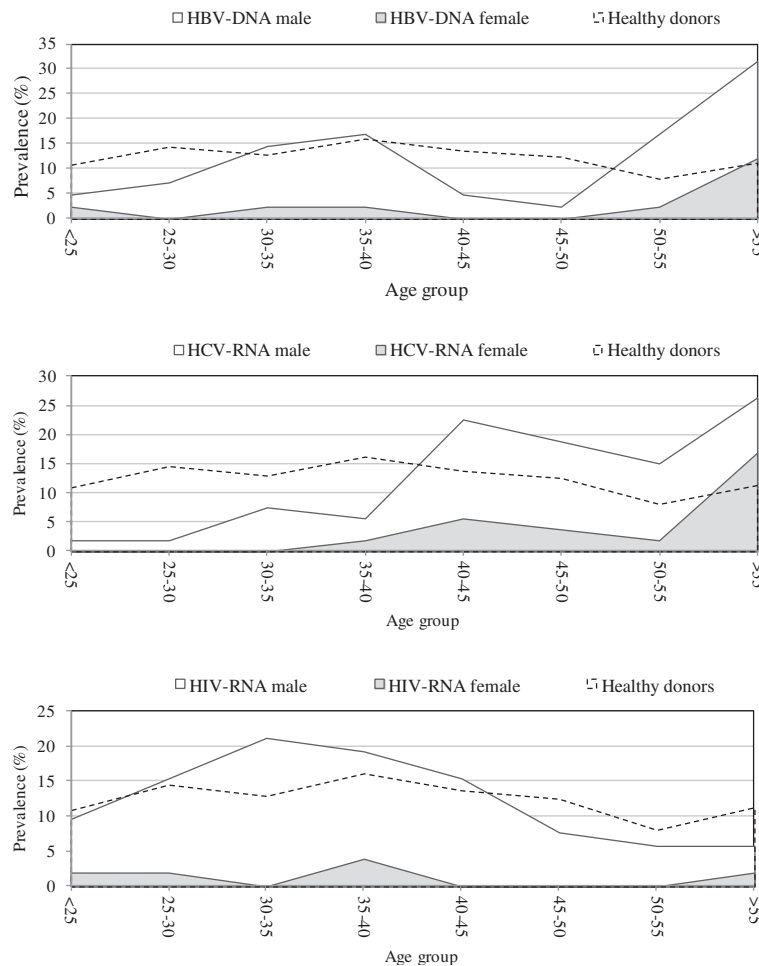 HBV-DNA male HBV-DNA female Healthy donors
35
30
25
20
15
10
5
0
Prevalence (%)
<25 25-30 30-35 35-40 40-45 45-50 50-55 >55
Age group
HCV-RNA male HCV-RNA female Healthy donors
30
25
20
15
10
5
0
Prevalence (%)
<25 25-30 30-35 35-40 40-45 45-50 50-55 >55
Age group
HIV-RNA male HIV-RNA female Healthy donors
25
20
15
10
5
0
Prevalence (%)
<25 25-30 30-35 35-40 40-45 45-50 50-55 >55
Age group